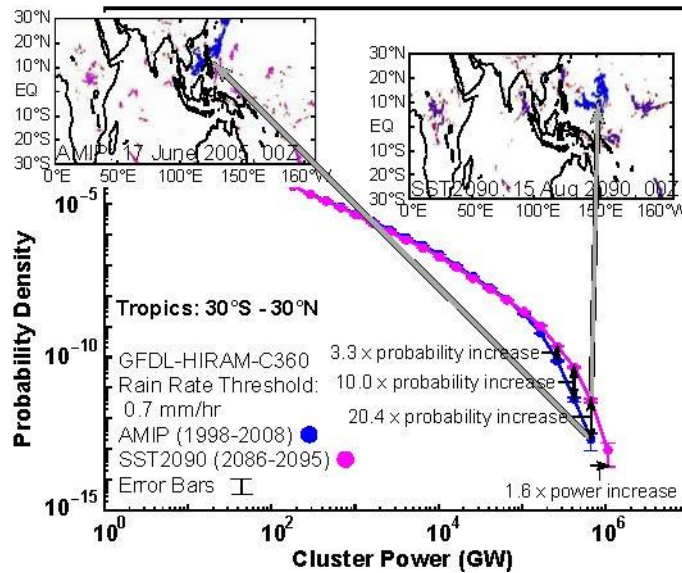 30°N
20°N
10°N
EQ
10°S
20°S
30°S
AMIP 17 June 200 00Z
0°E 50°E 100°E 150°E 160°W
30°N
20°N
10°N
EQ
10°S
20°S
30°S
SST2090 15 Aug 2090 00Z
0°E 50°E 100°E 150°E 160°W
Probability Density
10⁻⁵
10⁻¹⁰
10⁻¹⁵
Tropics: 30°S - 30°N
GFDL-HIRAM-C360
Rain Rate Threshold:
0.7 mm/hr
AMIP (1998-2008)
SST2090 (2086-2095)
Error Bars
3.3 x probability increase
10.0 x probability increase
20.4 x probability increase
1.6 x power increase
10⁰ 10² 10⁴ 10⁶
Cluster Power (GW)